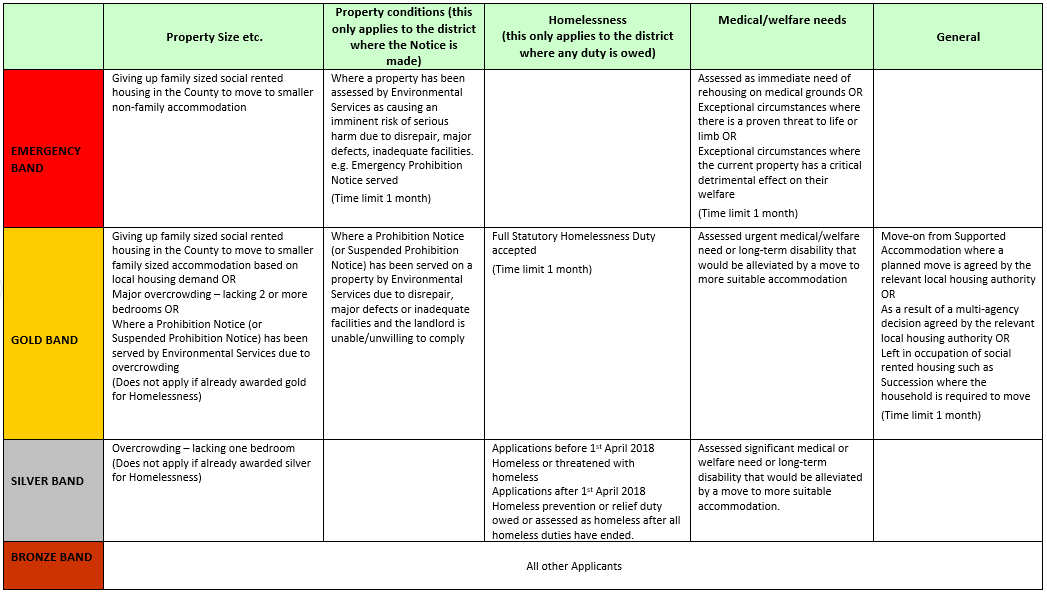 Property Size etc.
Property conditions (this
only applies to the district
where the Notice is
made)
Homelessness
(this only applies to the district
where any duty is owed)
Medical/welfare needs
General
EMERGENCY
BAND
Giving up family sized social rented
housing in the County to move to smaller
non-family accommodation
Where a property has been
assessed by Environmental
Services as causing an
imminent risk of serious
harm due to disrepair, major
defects, inadequate facilities.
e.g. Emergency Prohibition
Notice served
(Time limit 1 month)
Assessed as immediate need of
rehousing on medical grounds OR
Exceptional circumstances where
there is a proven threat to life or
limb OR
Exceptional circumstances where
the current property has a critical
detrimental effect on their
welfare
(Time limit 1 month)
GOLD BAND
Giving up family sized social rented
housing in the County to move to smaller
family sized accommodation based on
local housing demand OR
Major overcrowding – lacking 2 or more
bedrooms OR
Where a Prohibition Notice (or
Suspended Prohibition Notice) has been
served by Environmental Services due to
overcrowding
(Does not apply if already awarded gold
for Homelessness)
Where a Prohibition Notice
(or Suspended Prohibition
Notice) has been served on a
property by Environmental
Services due to disrepair,
major defects or inadequate
facilities and the landlord is
unable/unwilling to comply
Full Statutory Homelessness Duty
accepted
(Time limit 1 month)
Assessed urgent medical/welfare
need or long-term disability that
would be alleviated by a move to
more suitable accommodation
Move-on from Supported
Accommodation where a
planned move is agreed by the
relevant local housing authority
OR
As a result of a multi-agency
decision agreed by the relevant
local housing authority OR
Left in occupation of social
rented housing such as
Succession where the
household is required to move
(Time limit 1 month)
SILVER BAND
Overcrowding – lacking one bedroom
(Does not apply if already awarded silver
for Homelessness)
Applications before 1st April 2018
Homeless or threatened with
homeless
Applications after 1st April 2018
Homeless prevention or relief duty
owed or assessed as homeless after all
homeless duties have ended.
Assessed significant medical or
welfare need or long-term
disability that would be alleviated
by a move to more suitable
accommodation.
BRONZE BAND
All other Applicants